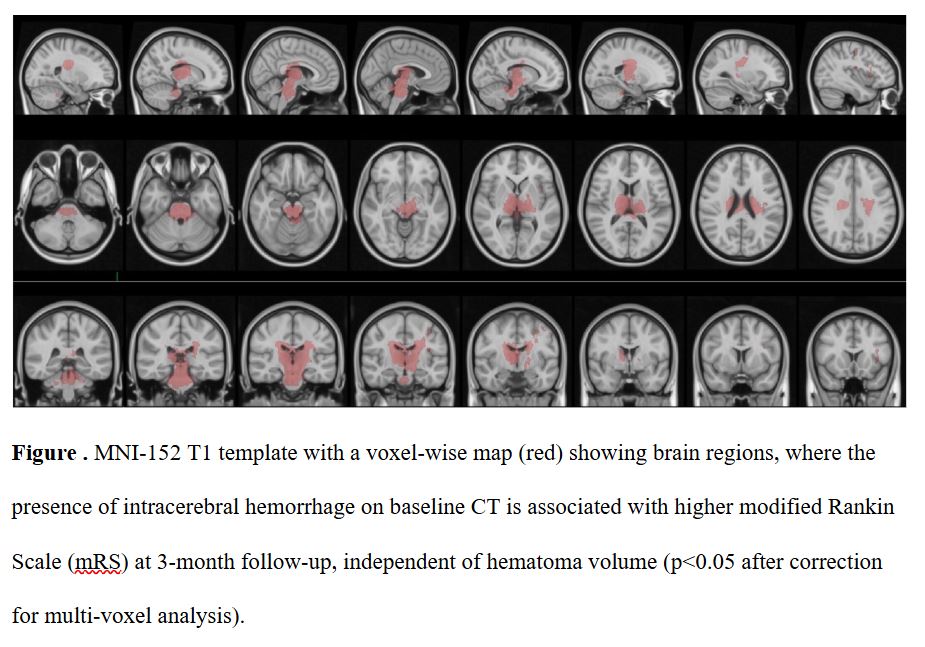 Figure . MNI-152 T1 template with a voxel-wise map (red) showing brain regions, where the
presence of intracerebral hemorrhage on baseline CT is associated with higher modified Rankin
Scale (mRS) at 3-month follow-up, independent of hematoma volume (p<0.05 after correction
for multi-voxel analysis).